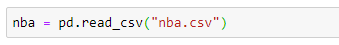 nba = pd.read_csv("nba.csv")